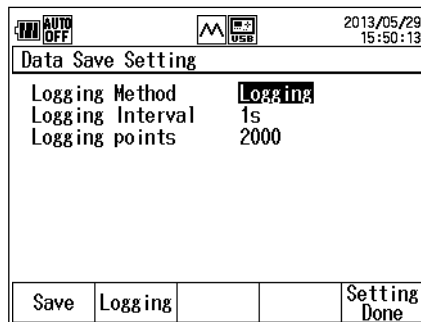 AUTO
OFF
USB
2013/05/29
15:50:13
Data Save Setting
Logging Method Logging
Logging Interval 1s
Logging points 2000
Save Logging Setting
Done